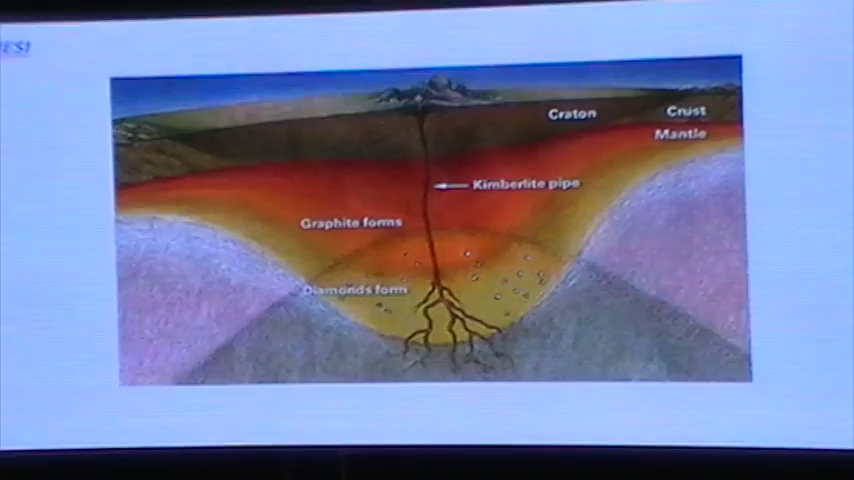 Craton
Crust
Mantle
Kimberlite pipe
Graphite forms
Diamonds form